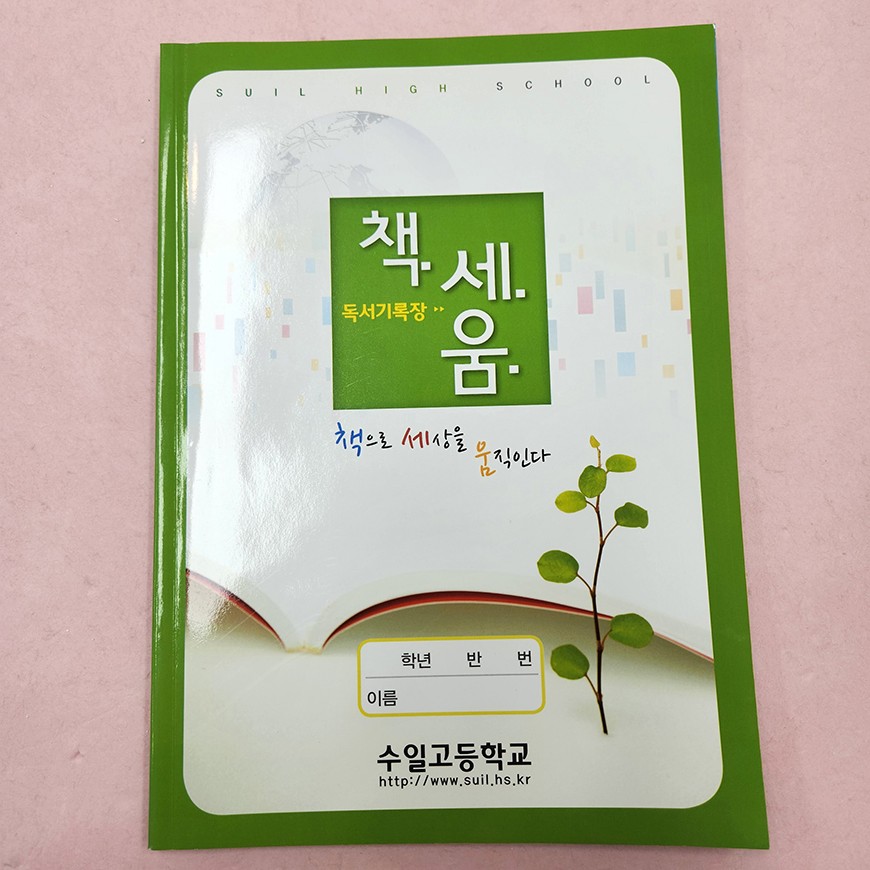 SUIL HIGH SCHOOL
책.
세.
독서기록장
움.
책으로 세상을 움직인다
학년 반 번
이름
수일고등학교
http://www.suil.hs.kr